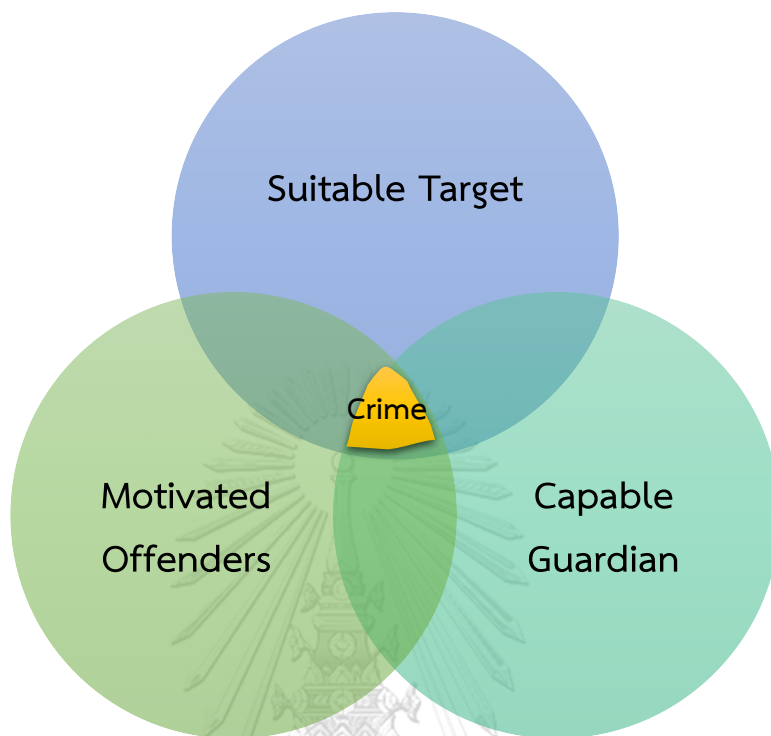 Suitable Target
Crime
Motivated
Offenders
Capable
Guardian